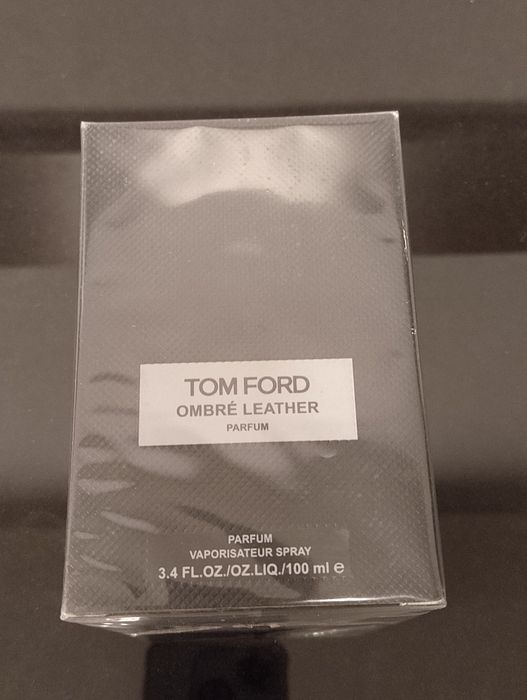 TOM FORD
OMBRÉ LEATHER
PARFUM
PARFUM
VAPORISATEUR SPRAY
3.4 FL.OZ./OZ.LIQ./100 ml ℮